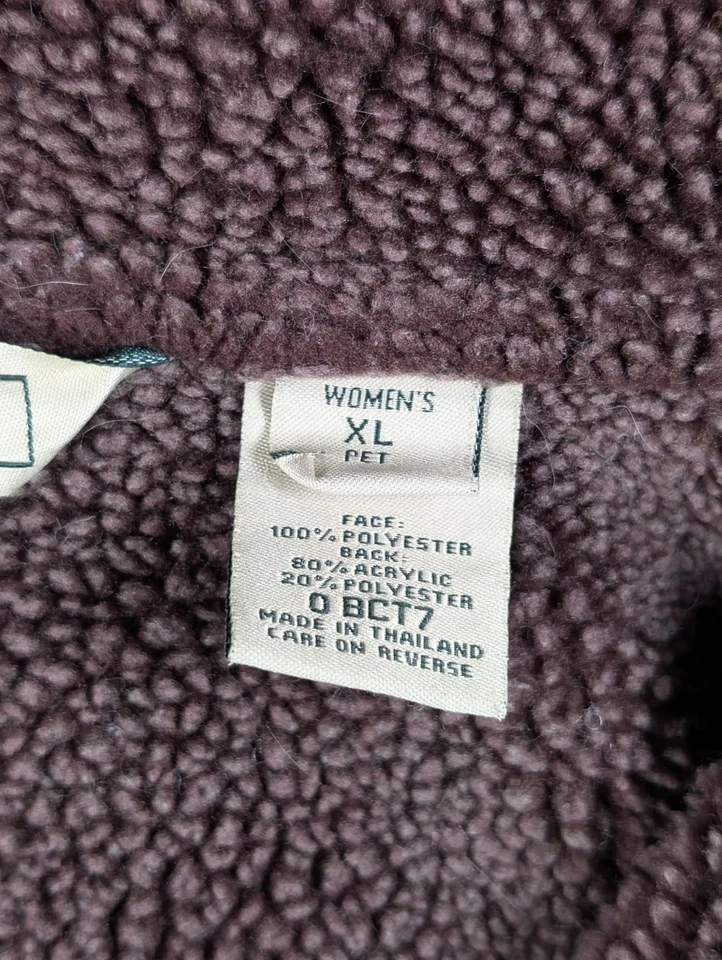 WOMEN'S
XL
PET
FACE:
100% POLYESTER
BACK:
80% ACRYLIC
20% POLYESTER
0 BCT7
MADE IN THAILAND
CARE ON REVERSE